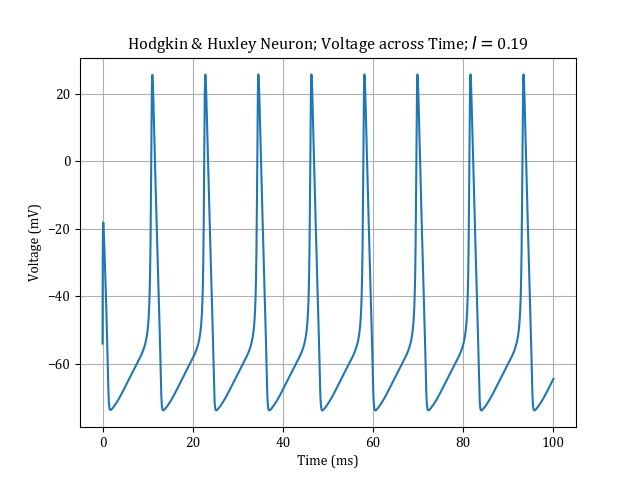 Hodgkin & Huxley Neuron; Voltage across Time; I = 0.19
Voltage (mV)
20
0
−20
−40
−60
0 20 40 60 80 100
Time (ms)